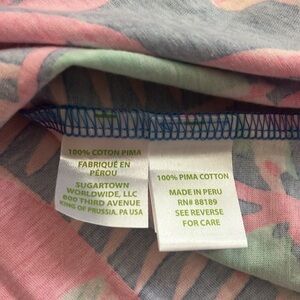 100% COTON PIMA
FABRIQUÉ EN
PÉROU
SUGARTOWN
WORLDWIDE, LLC
800 THIRD AVENUE
KING OF PRUSSIA, PA USA
100% PIMA COTTON
MADE IN PERU
RN# 88189
SEE REVERSE
FOR CARE